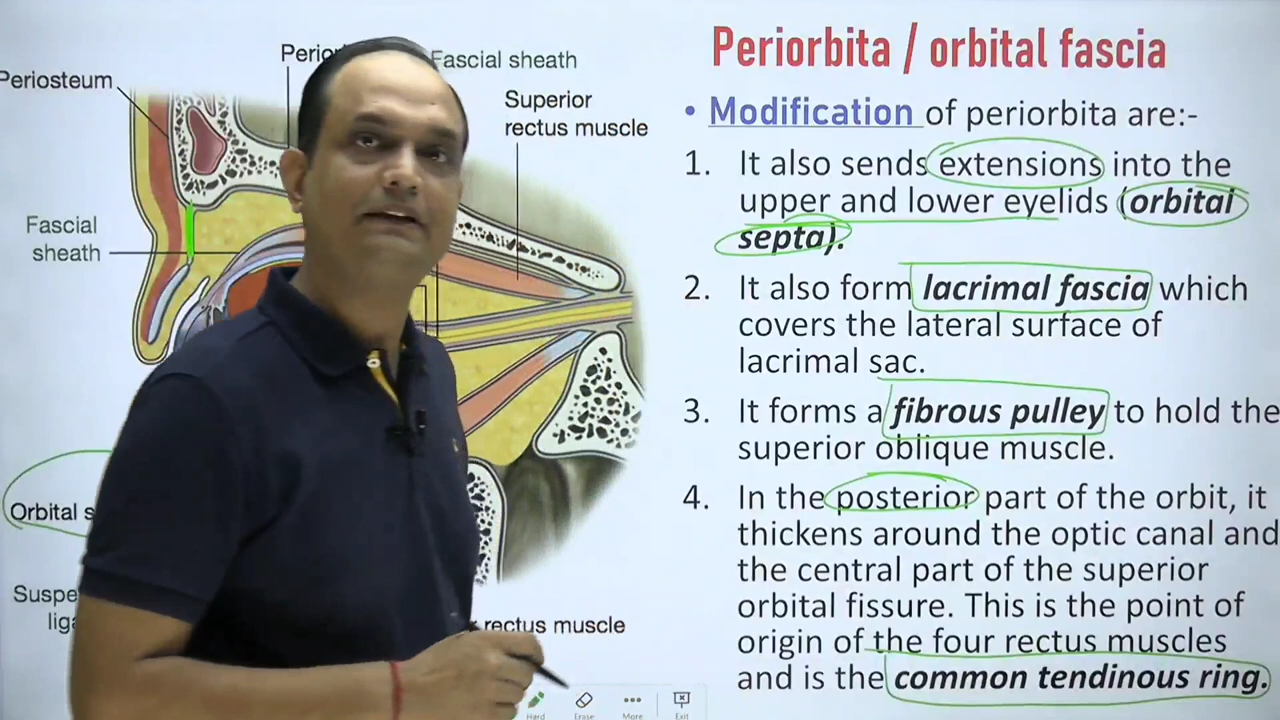 Periorbita / orbital fascia
• Modification of periorbita are:-
1. It also sends extensions into the
upper and lower eyelids (orbital
septa).
2. It also form lacrimal fascia which
covers the lateral surface of
lacrimal sac.
3. It forms a fibrous pulley to hold the
superior oblique muscle.
4. In the posterior part of the orbit, it
thickens around the optic canal and
the central part of the superior
orbital fissure. This is the point of
origin of the four rectus muscles
and is the common tendinous ring.
Fascial sheath
Periosteum
Superior
rectus muscle
Fascial
sheath
Orbital
rectus muscle
Hard
Erase
More
Exit